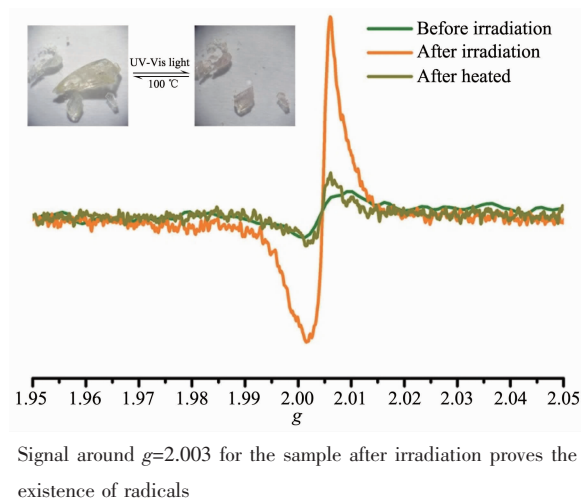 Before irradiation
After irradiation
After heated
UV-Vis light
100 ℃
1.95 1.96 1.97 1.98 1.99 2.00 2.01 2.02 2.03 2.04 2.05
g
Signal around g=2.003 for the sample after irradiation proves the
existence of radicals